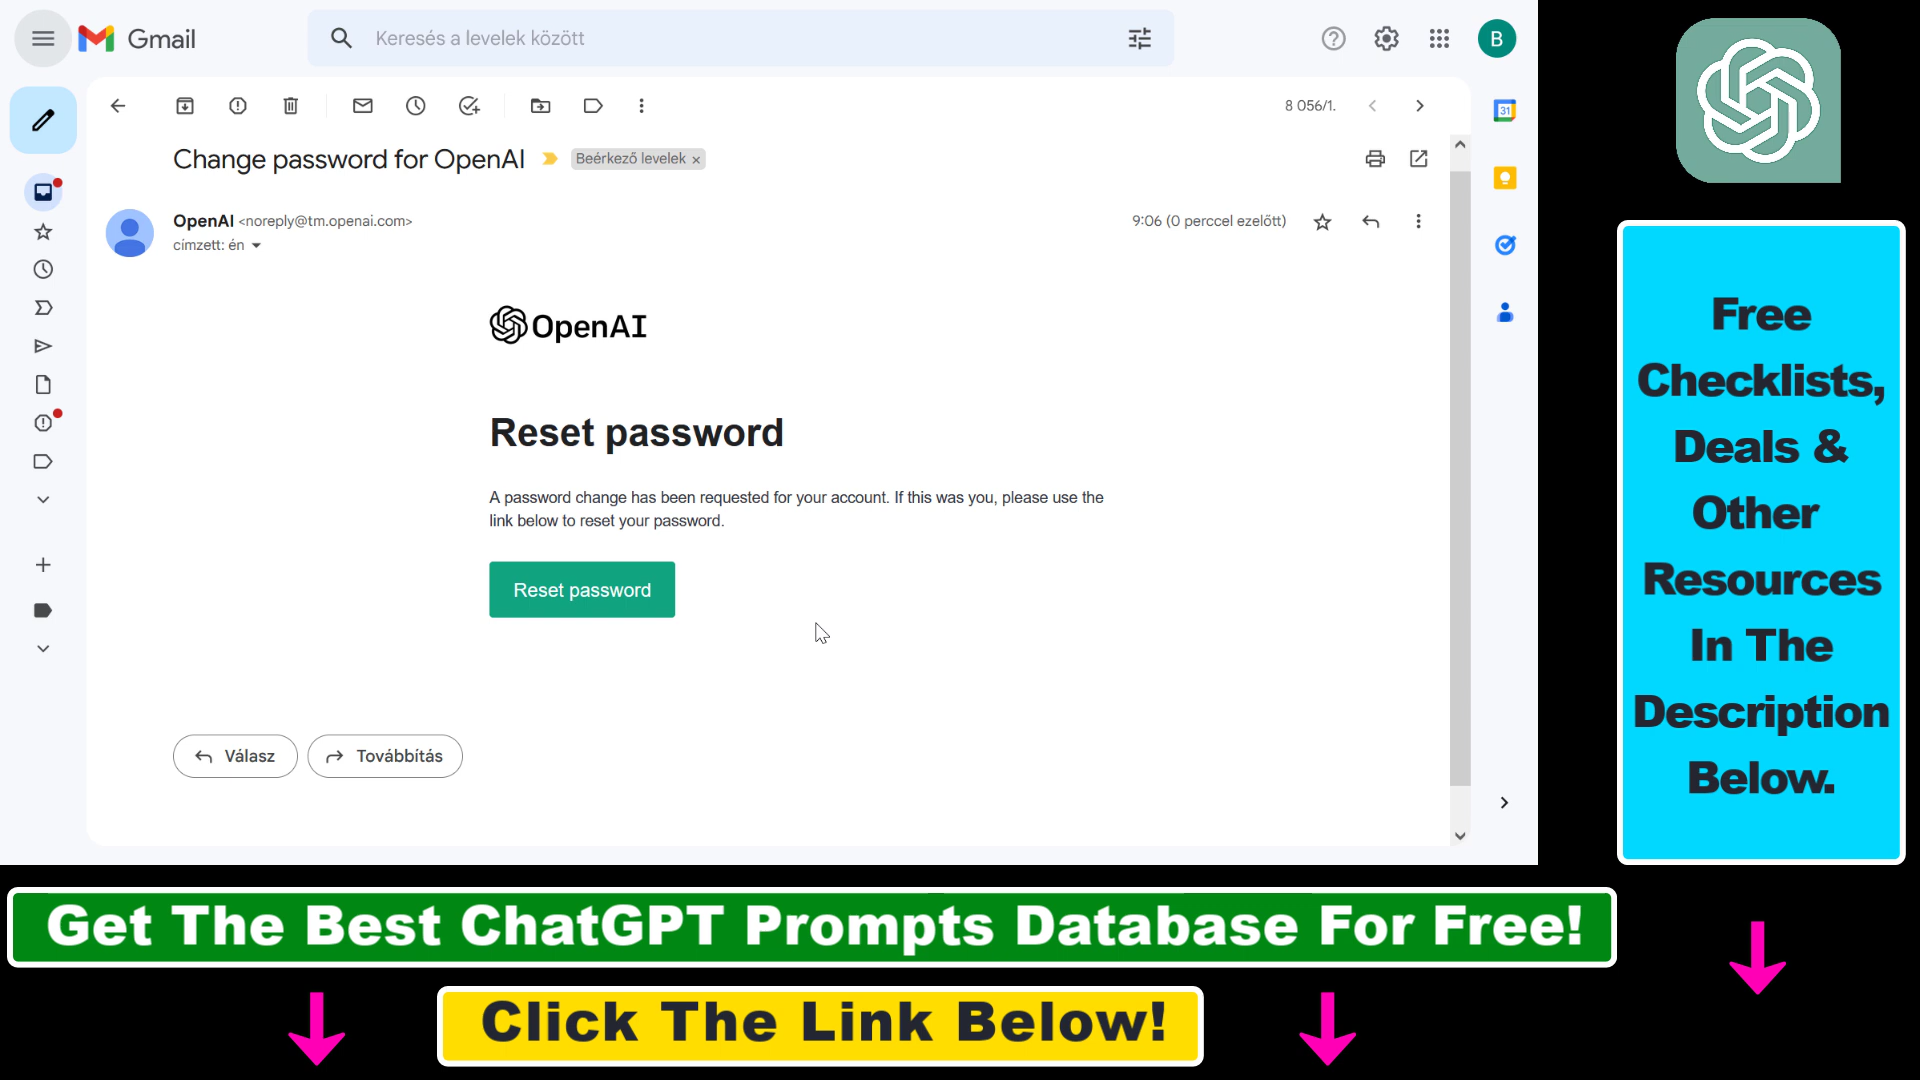 Gmail
Keresés a levelek között
B
8 056/1.
31
Change password for OpenAI
Beérkező levelek ×
OpenAI <noreply@tm.openai.com>
9:06 (0 perccel ezelőtt)
címzett: én
OpenAI
Reset password
A password change has been requested for your account. If this was you, please use the
link below to reset your password.
Reset password
Válasz
Továbbítás
Free
Checklists,
Deals &
Other
Resources
In The
Description
Below.
Get The Best ChatGPT Prompts Database For Free!
Click The Link Below!